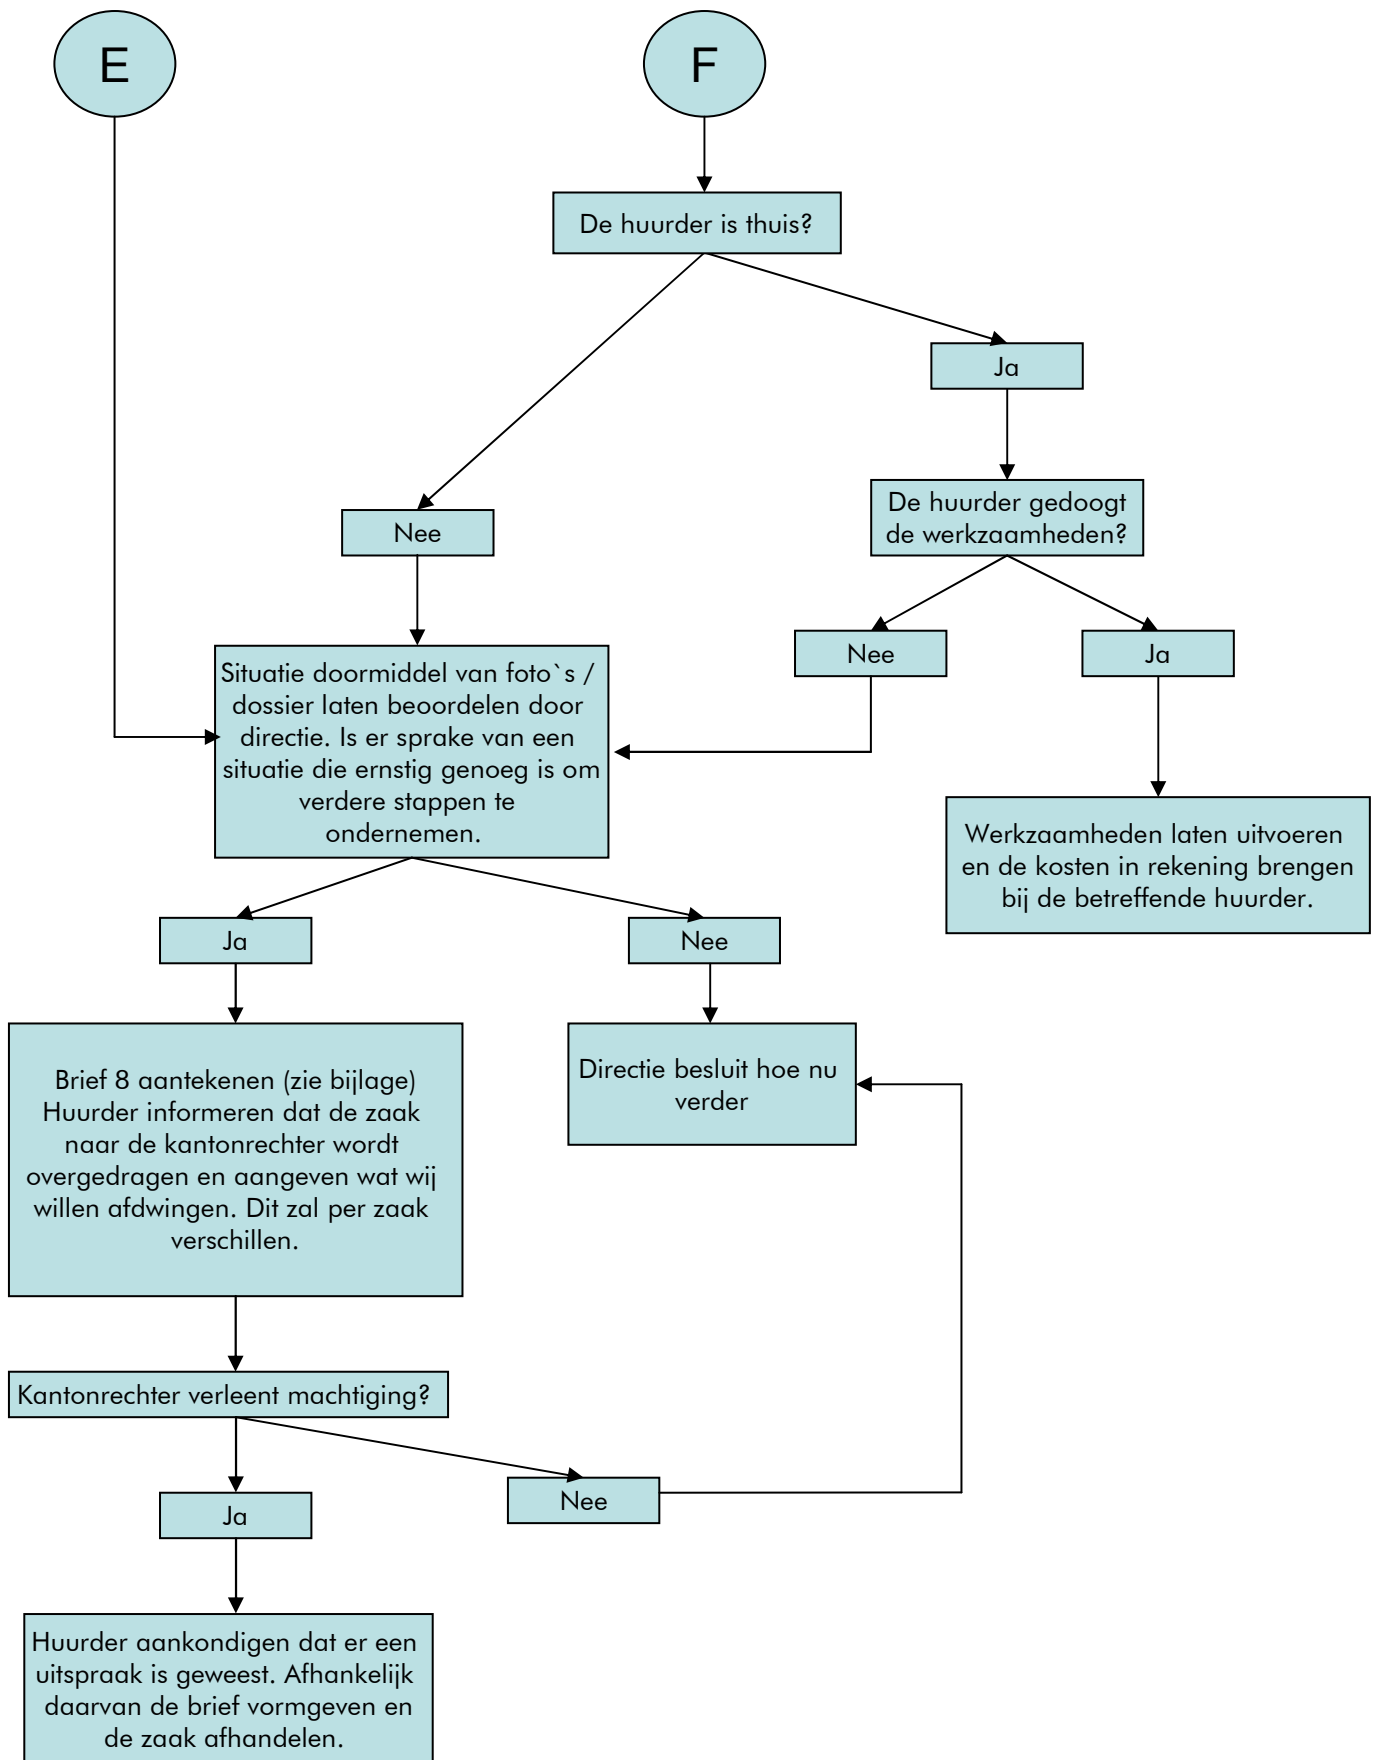 E
F
De huurder is thuis?
Ja
De huurder gedoogt
de werkzaamheden?
Nee
Nee
Ja
Situatie doormiddel van foto`s /
dossier laten beoordelen door
directie. Is er sprake van een
situatie die ernstig genoeg is om
verdere stappen te
ondernemen.
Werkzaamheden laten uitvoeren
en de kosten in rekening brengen
bij de betreffende huurder.
Ja
Nee
Brief 8 aantekenen (zie bijlage)
Huurder informeren dat de zaak
naar de kantonrechter wordt
overgedragen en aangeven wat wij
willen afdwingen. Dit zal per zaak
verschillen.
Directie besluit hoe nu
verder
Kantonrechter verleent machtiging?
Ja
Nee
Huurder aankondigen dat er een
uitspraak is geweest. Afhankelijk
daarvan de brief vormgeven en
de zaak afhandelen.